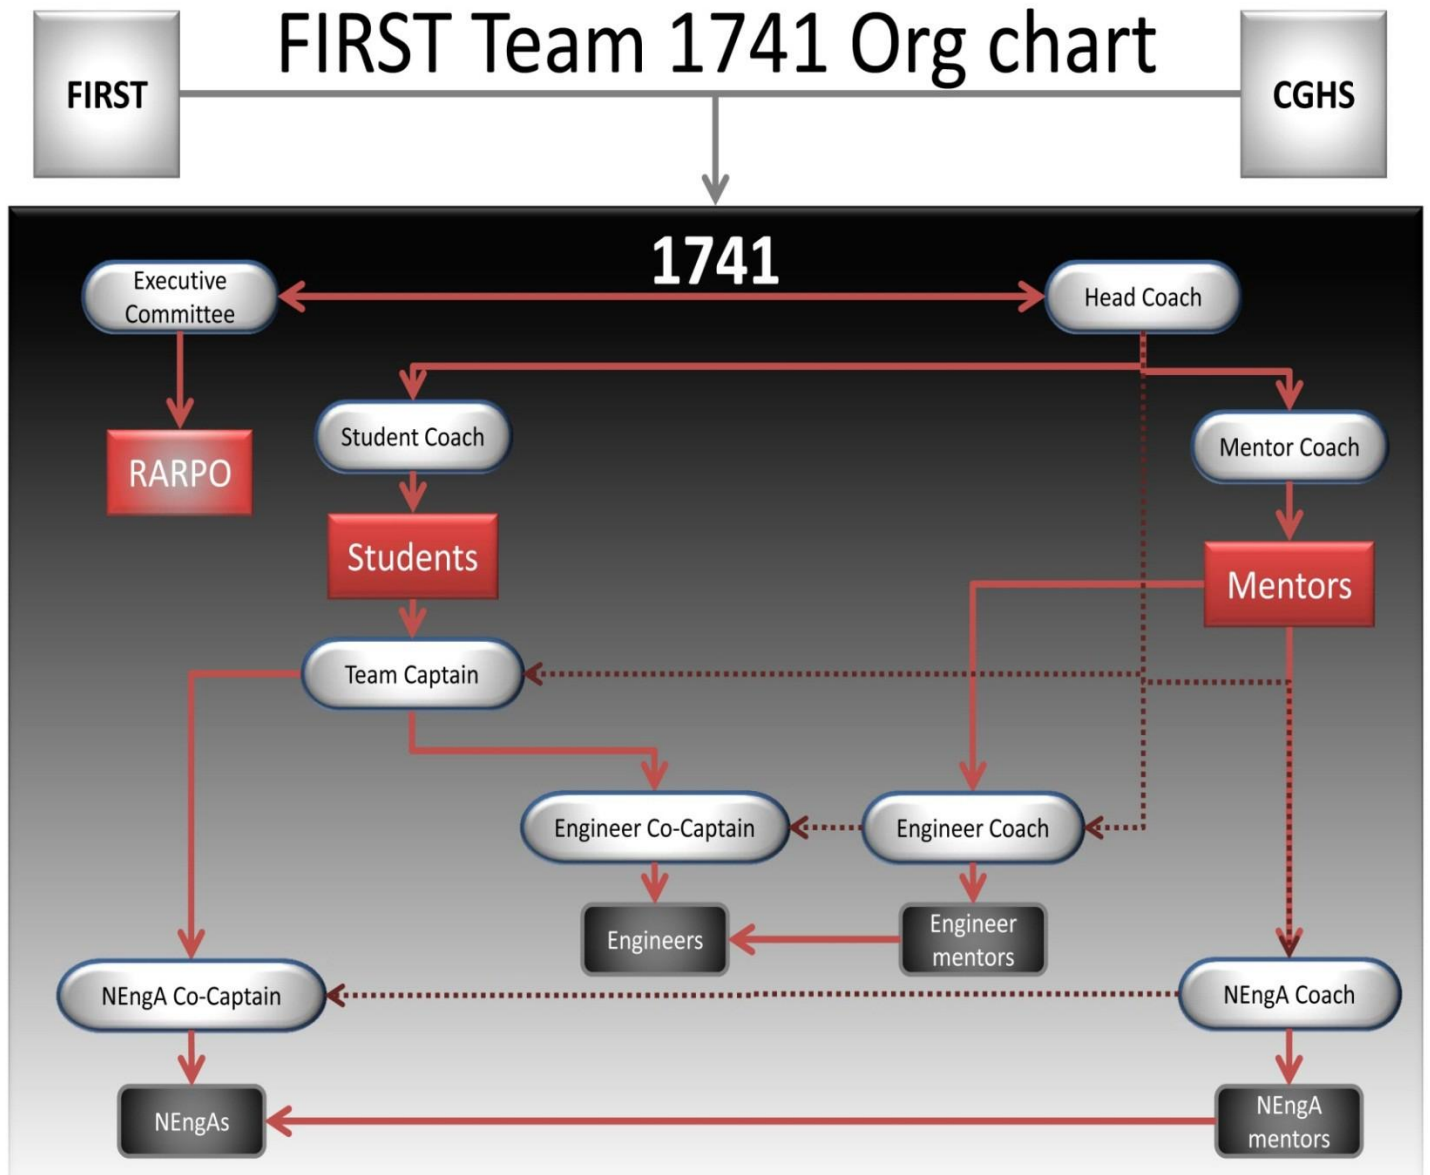 FIRST Team 1741 Org chart
FIRST
CGHS
1741
Executive
Committee
Head Coach
RARPO
Student Coach
Mentor Coach
Students
Mentors
Team Captain
Engineer Co-Captain
Engineer Coach
Engineers
Engineer
mentors
NEngA Co-Captain
NEngA Coach
NEngAs
NEngA
mentors